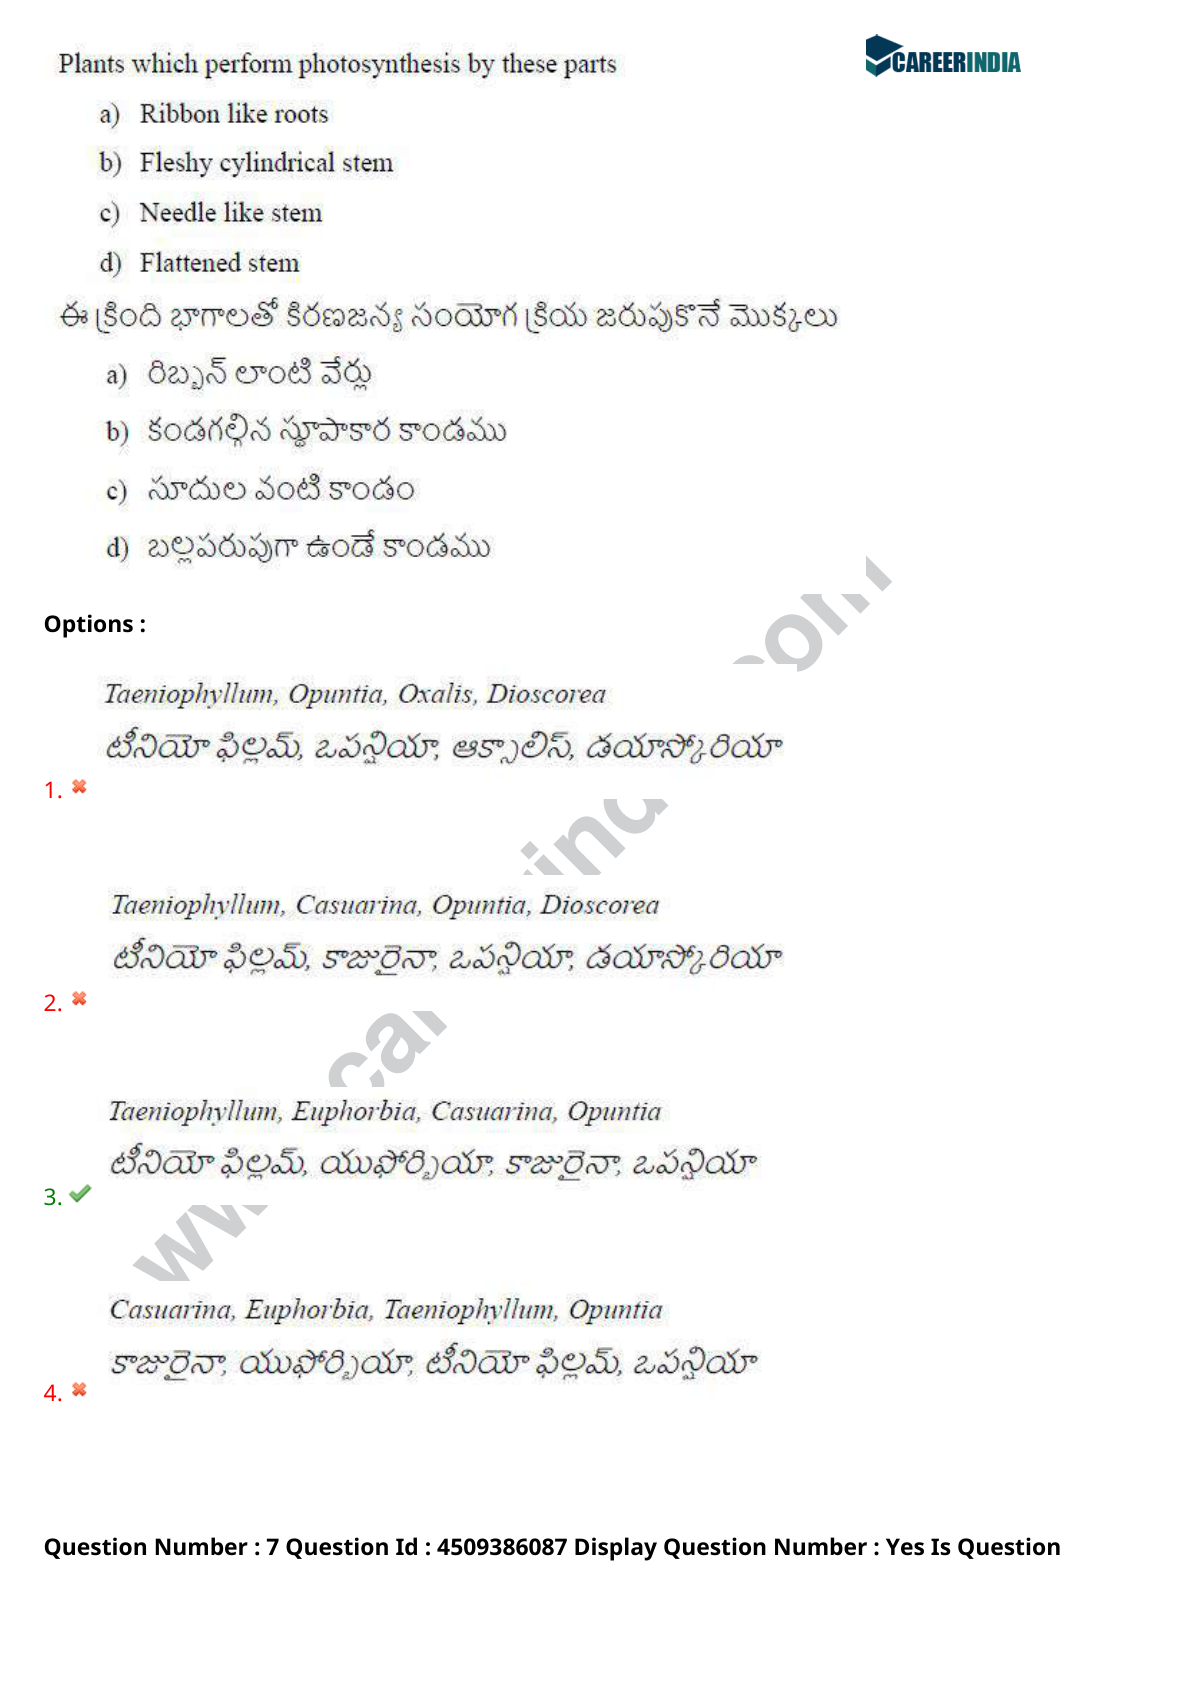 CAREERINDIA
Plants which perform photosynthesis by these parts
a) Ribbon like roots
b) Fleshy cylindrical stem
c) Needle like stem
d) Flattened stem
ఈ క్రింది భాగాలతో కిరణజన్య సంయోగ క్రియ జరుపుకొనే మొక్కలు
a) రిబ్బన్ లాంటి వేర్లు
b) కండగల్గిన స్థూపాకార కాండము
c) సూదుల వంటి కాండం
d) బల్లపరుపుగా ఉండే కాండము
Options :
Taeniophyllum, Opuntia, Oxalis, Dioscorea
టీనియో ఫిల్లమ్, ఒపన్షియా, ఆక్సాలిస్, డయాస్కోరియా
1.
Taeniophyllum, Casuarina, Opuntia, Dioscorea
టీనియో ఫిల్లమ్, కాజురైనా, ఒపన్షియా, డయాస్కోరియా
2.
Taeniophyllum, Euphorbia, Casuarina, Opuntia
టీనియో ఫిల్లమ్, యుఫోర్బియా, కాజురైనా, ఒపన్షియా
3.
Casuarina, Euphorbia, Taeniophyllum, Opuntia
కాజురైనా, యుఫోర్బియా, టీనియో ఫిల్లమ్, ఒపన్షియా
4.
Question Number : 7 Question Id : 4509386087 Display Question Number : Yes Is Question